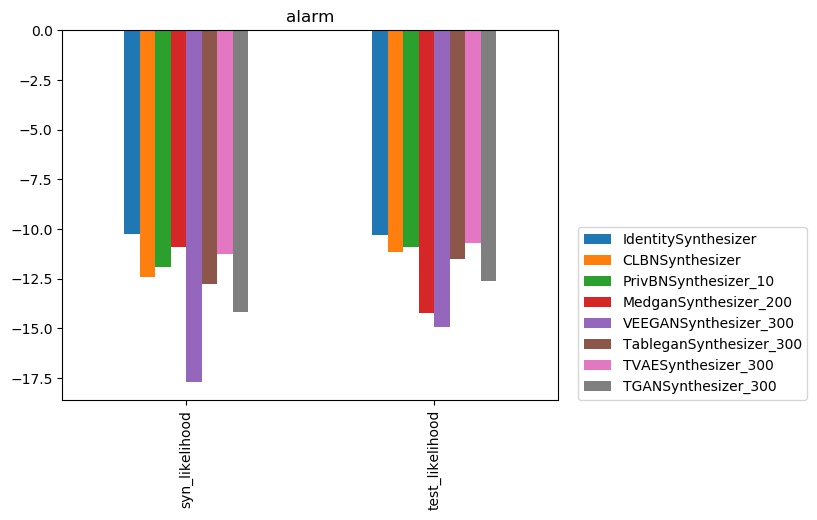 alarm
0.0
−2.5
−5.0
−7.5
−10.0
−12.5
−15.0
−17.5
syn_likelihood
test_likelihood
IdentitySynthesizer
CLBNSynthesizer
PrivBNSynthesizer_10
MedganSynthesizer_200
VEEGANSynthesizer_300
TableganSynthesizer_300
TVAESynthesizer_300
TGANSynthesizer_300